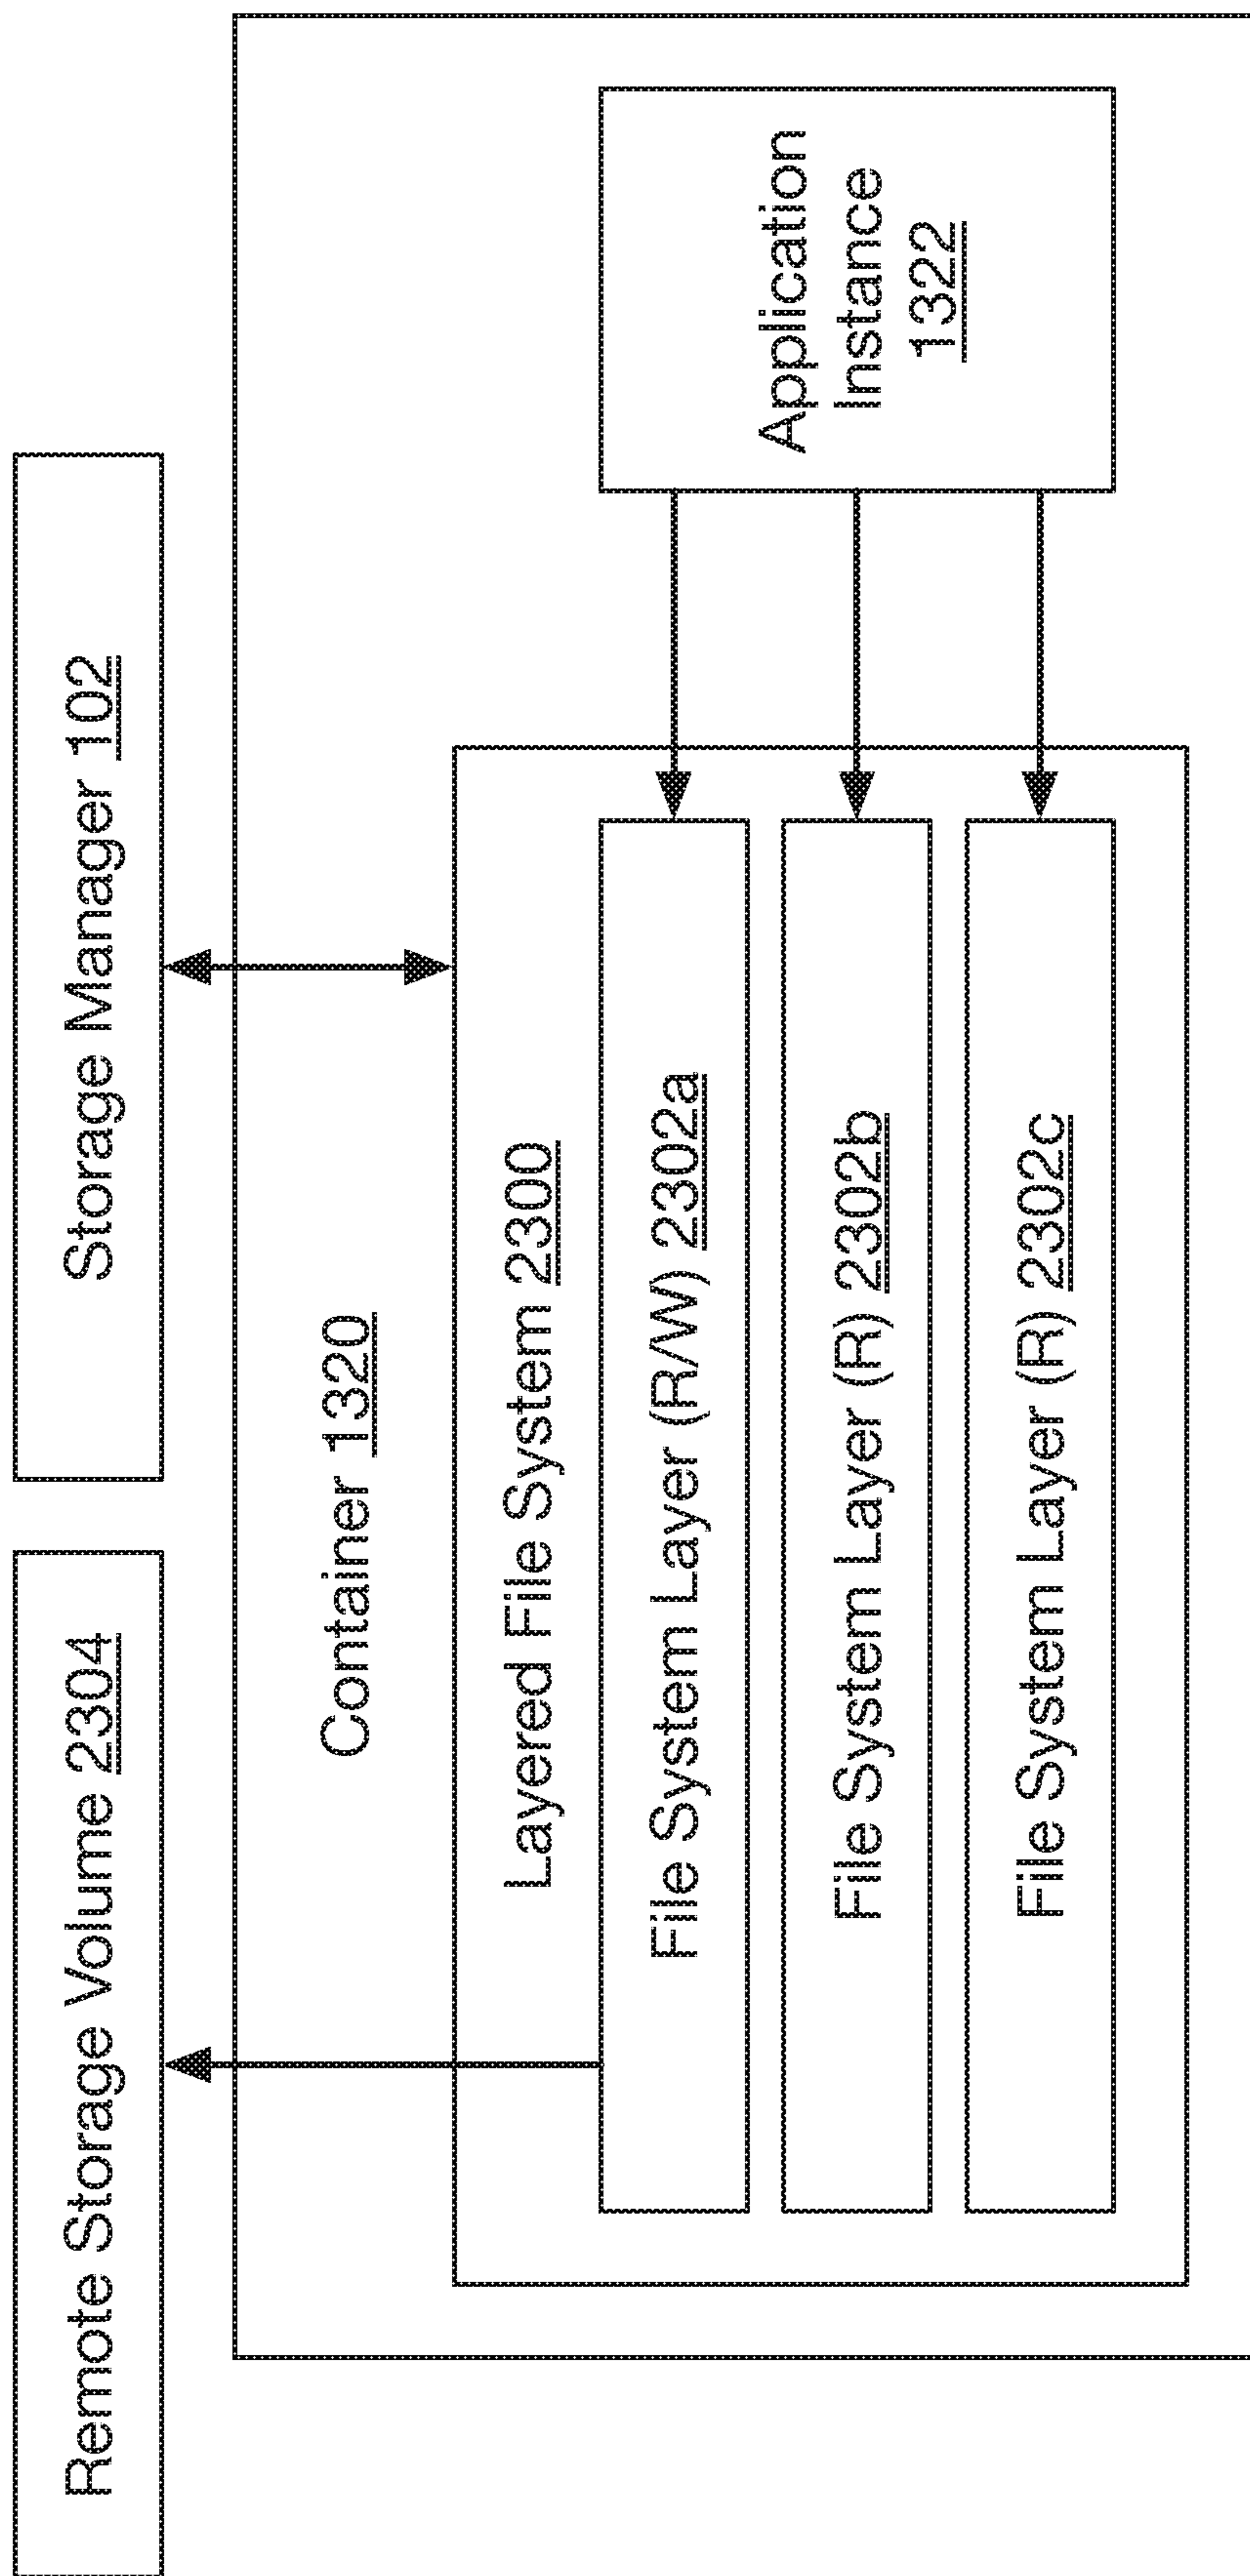 Remote Storage Volume 2304
Storage Manager 102
Container 1320
Layered File System 2300
File System Layer (R/W) 2302a
File System Layer (R) 2302b
File System Layer (R) 2302c
Application
Instance
1322